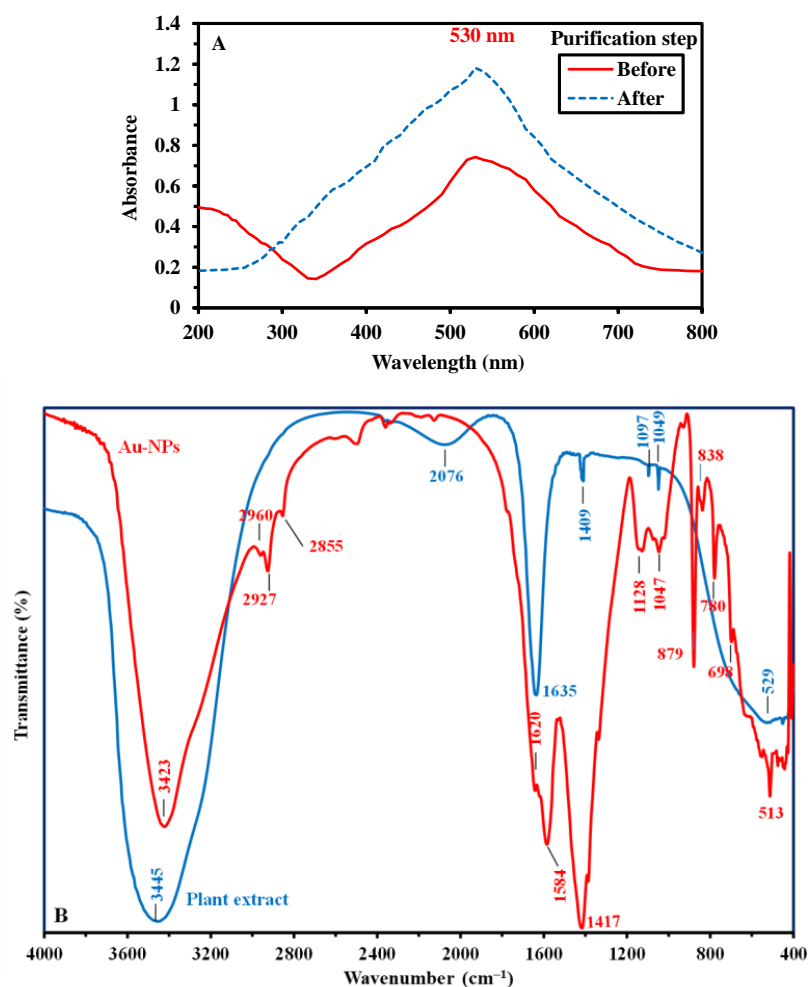 A
530 nm
Purification step
Before
After
1.4
1.2
1
0.8
0.6
0.4
0.2
0
Absorbance
200 300 400 500 600 700 800
Wavelength (nm)
Au-NPs
2960
2927
2855
2076
1409
1097
1049
838
1128
1047
879
780
698
529
513
1635
1620
1584
1417
3423
3445
Plant extract
B
Transmittance (%)
4000 3600 2800 2000 1600 1200 800 400
Wavenumber (cm⁻¹)